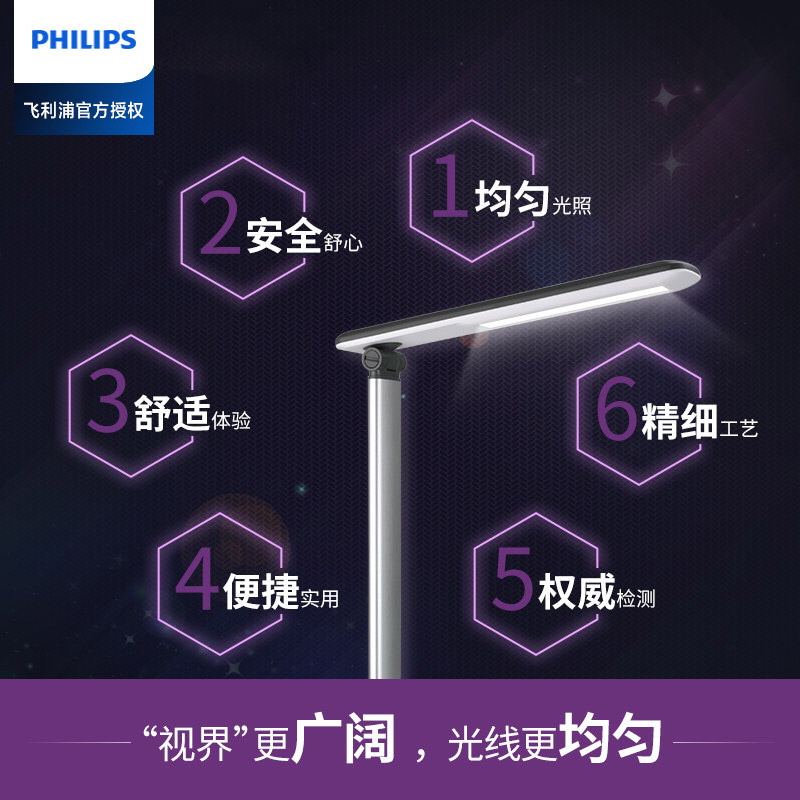 PHILIPS
飞利浦官方授权
1 均匀光照
2 安全舒心
3 舒适体验
6 精细工艺
4 便捷实用
5 权威检测
“视界”更广阔，光线更均匀